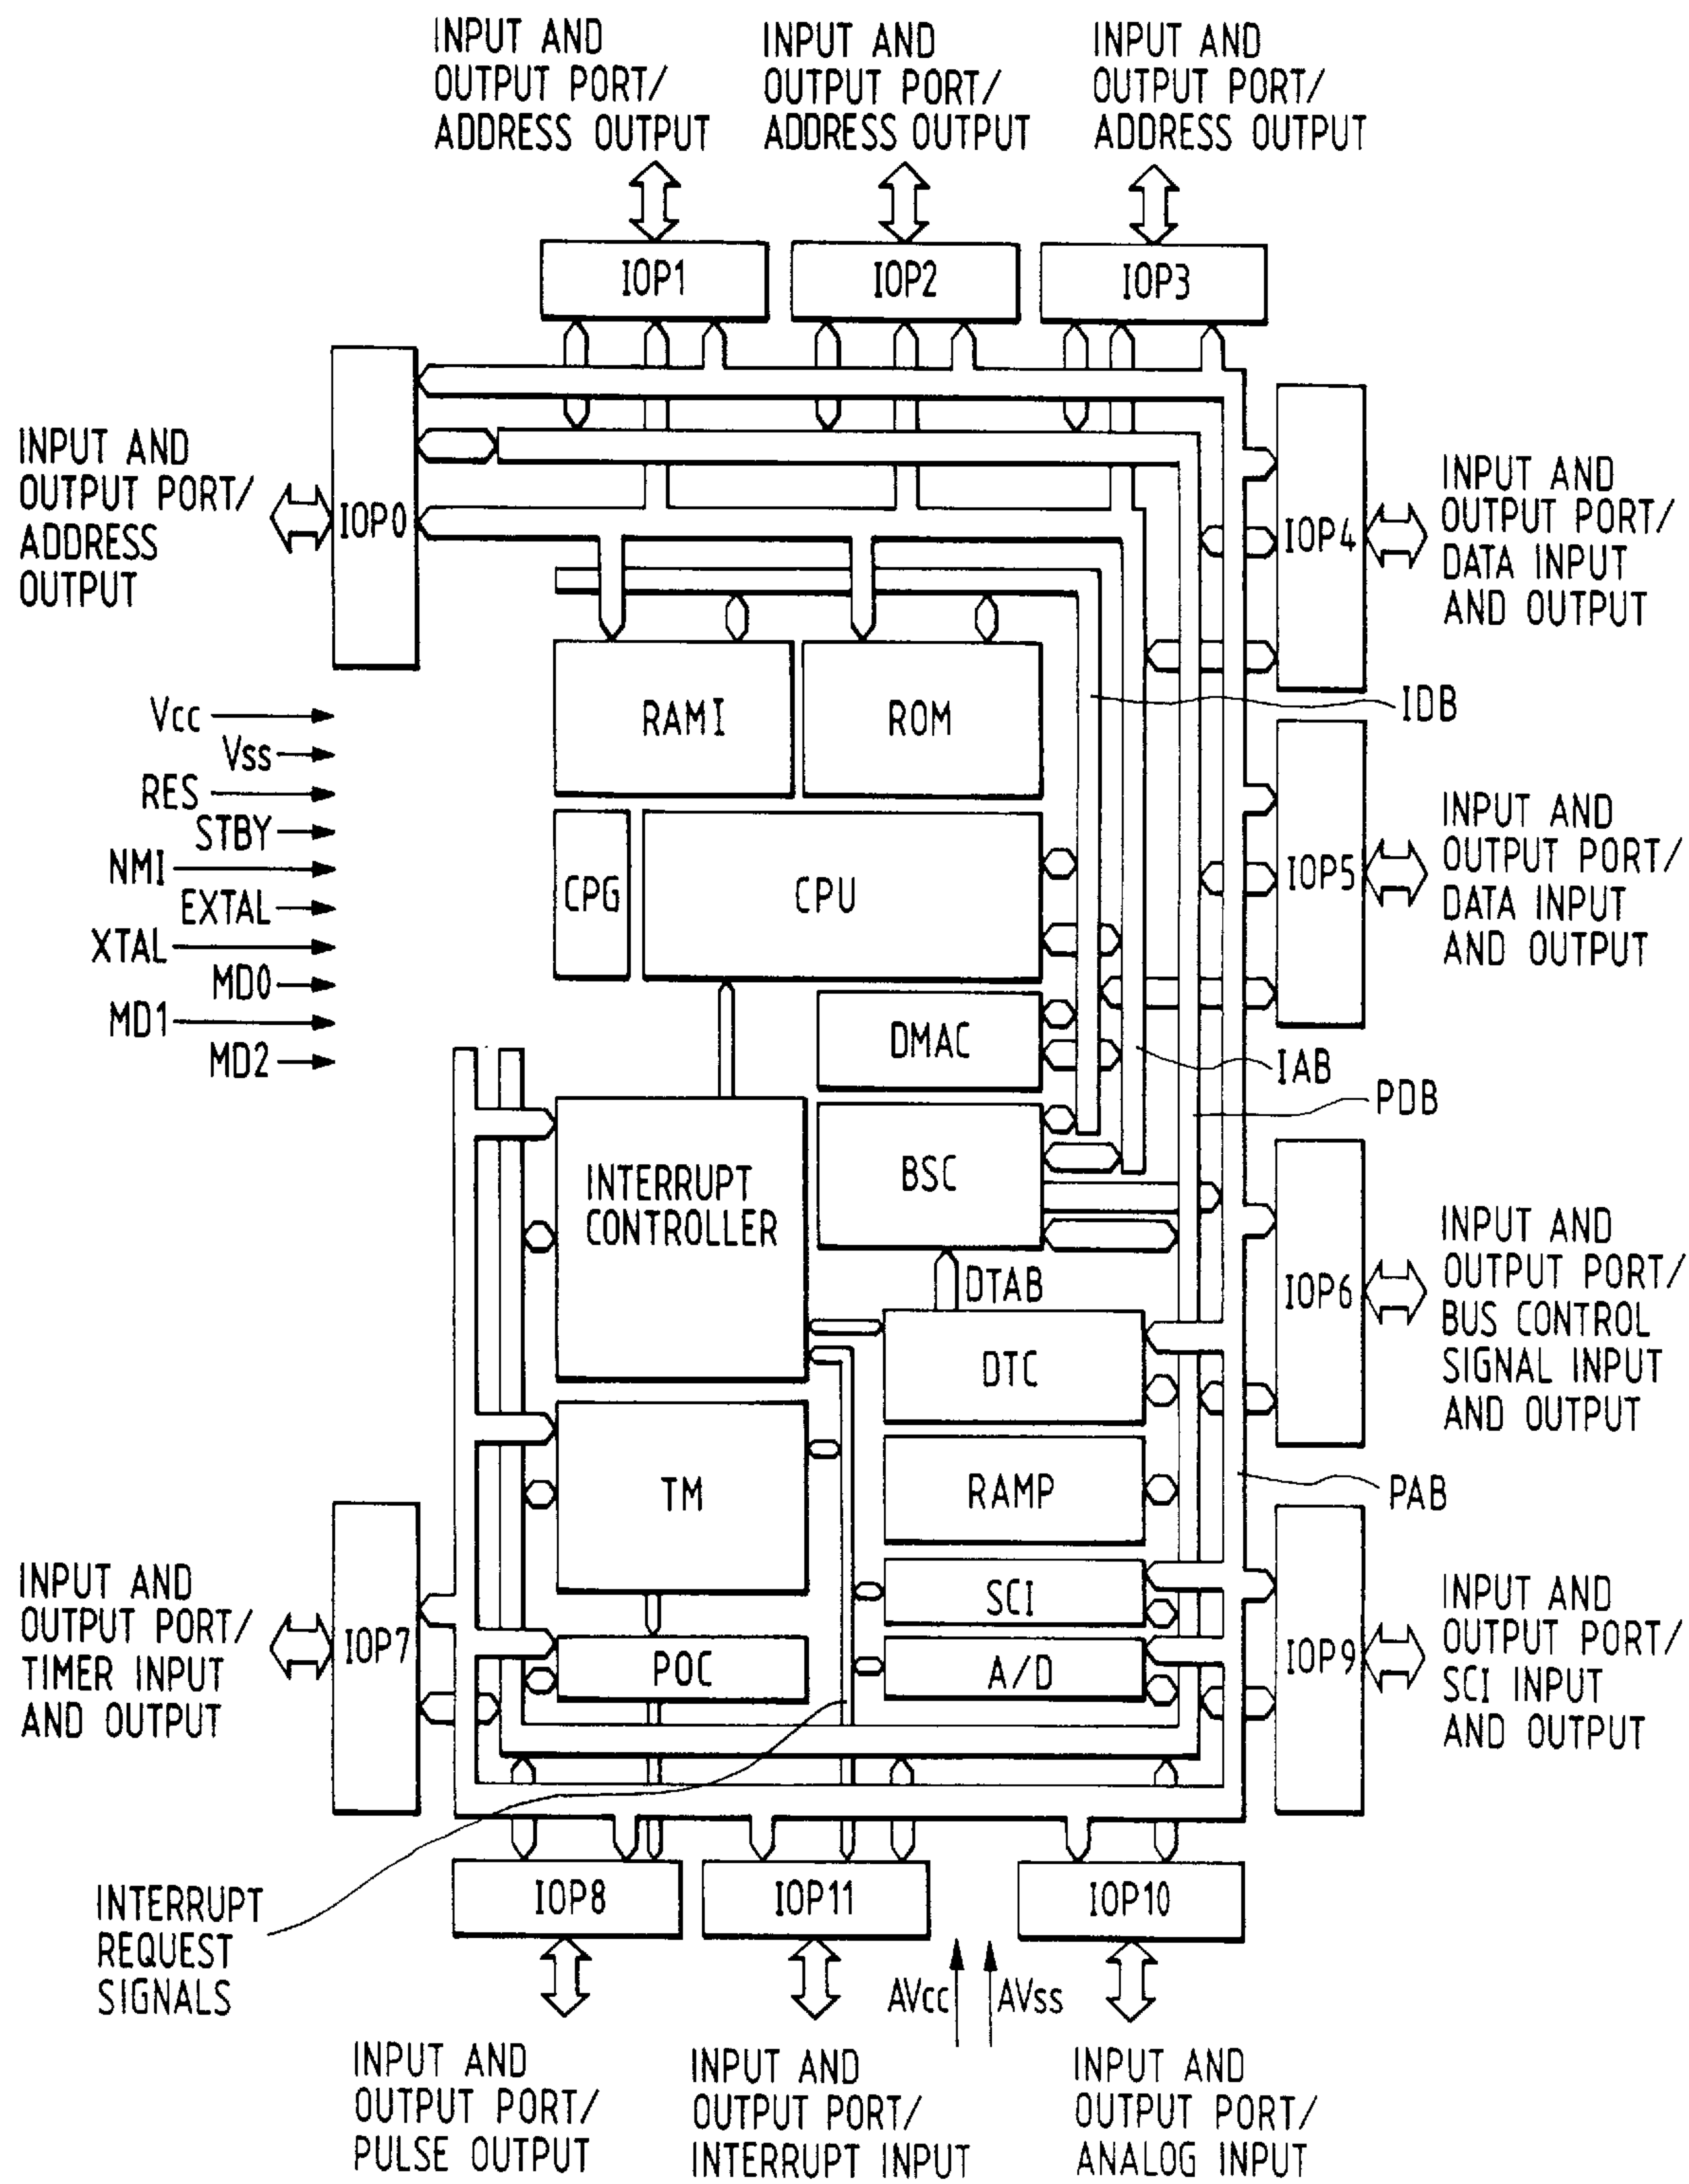 INPUT AND
OUTPUT PORT/
ADDRESS OUTPUT
INPUT AND
OUTPUT PORT/
ADDRESS OUTPUT
INPUT AND
OUTPUT PORT/
ADDRESS OUTPUT
IOP1
IOP2
IOP3
INPUT AND
OUTPUT PORT/
ADDRESS
OUTPUT
IOP0
IOP4
INPUT AND
OUTPUT PORT/
DATA INPUT
AND OUTPUT
RAMI
ROM
IDB
Vcc
Vss
RES
STBY
NMI
EXTAL
XTAL
MD0
MD1
MD2
CPG
CPU
IOP5
INPUT AND
OUTPUT PORT/
DATA INPUT
AND OUTPUT
DMAC
IAB
PDB
INTERRUPT
CONTROLLER
BSC
DTAB
IOP6
INPUT AND
OUTPUT PORT/
BUS CONTROL
SIGNAL INPUT
AND OUTPUT
DTC
TM
RAMP
PAB
INPUT AND
OUTPUT PORT/
TIMER INPUT
AND OUTPUT
IOP7
SCI
POC
A/D
IOP9
INPUT AND
OUTPUT PORT/
SCI INPUT
AND OUTPUT
INTERRUPT
REQUEST
SIGNALS
IOP8
IOP11
IOP10
AVcc
AVss
INPUT AND
OUTPUT PORT/
PULSE OUTPUT
INPUT AND
OUTPUT PORT/
INTERRUPT INPUT
INPUT AND
OUTPUT PORT/
ANALOG INPUT